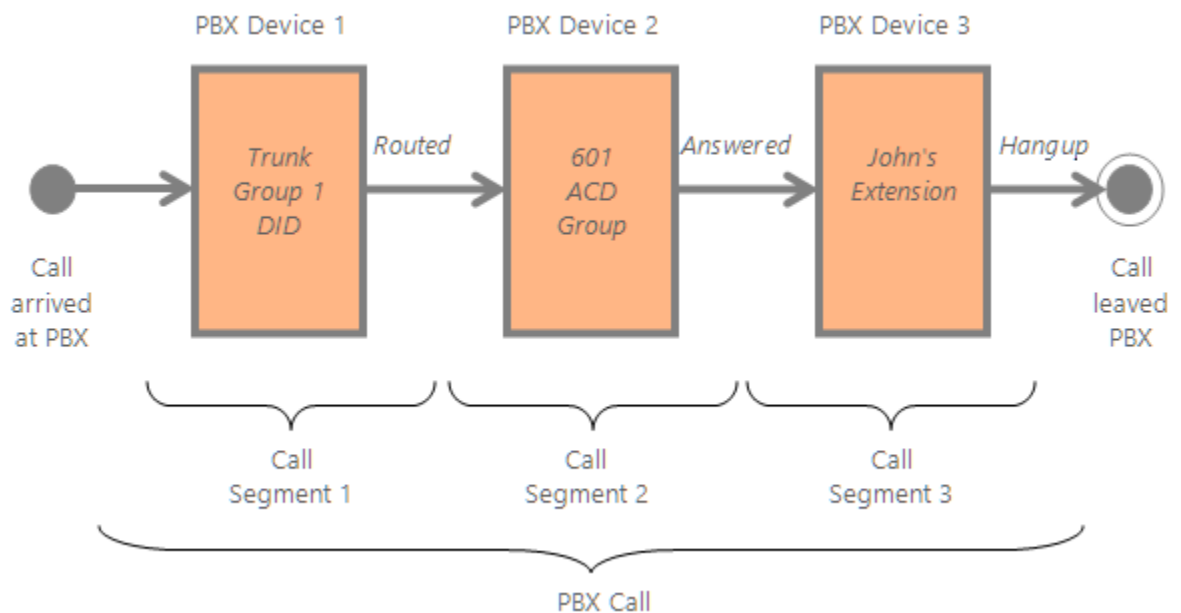 PBX Device 1
PBX Device 2
PBX Device 3
Trunk
Group 1
DID
Routed
601
ACD
Group
Answered
John's
Extension
Hangup
Call
arrived
at PBX
Call
leaved
PBX
Call
Segment 1
Call
Segment 2
Call
Segment 3
PBX Call